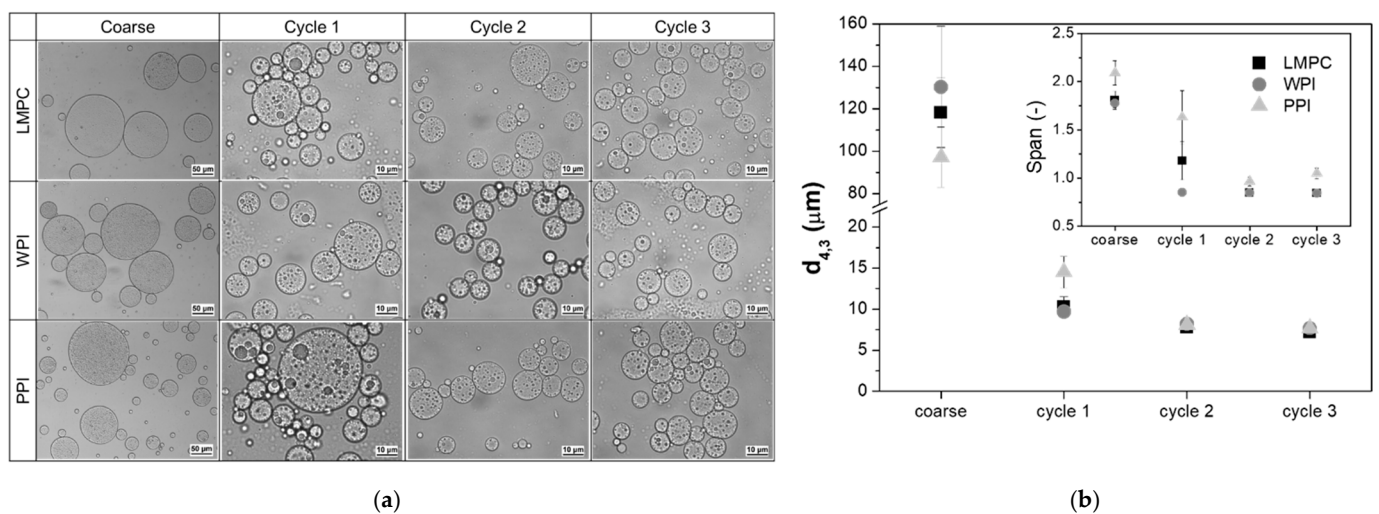 Coarse Cycle 1 Cycle 2 Cycle 3
LMPC
50 µm 10 µm 10 µm 10 µm
WPI
50 µm 10 µm 10 µm 10 µm
PPI
50 µm 10 µm 10 µm 10 µm
(a)
d4,3 (µm)
160
140
120
100
80
20
15
10
5
0
coarse cycle 1 cycle 2 cycle 3
Span (-)
2.5
2.0
1.5
1.0
0.5
coarse cycle 1 cycle 2 cycle 3
LMPC
WPI
PPI
(b)